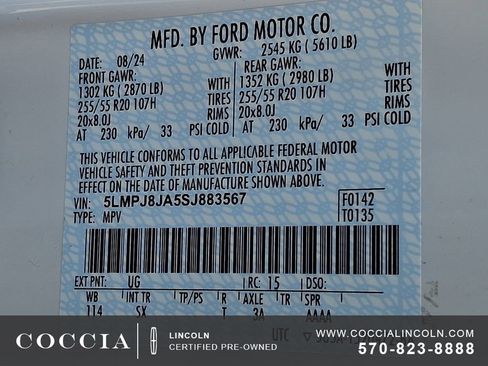 MFD. BY FORD MOTOR CO.
DATE: 08/24 GVWR: 2545 KG (5610 LB)
FRONT GAWR: REAR GAWR:
1302 KG (2870 LB) WITH 1352 KG (2980 LB) WITH
255/55 R20 107H TIRES 255/55 R20 107H TIRES
20x8.0J RIMS 20x8.0J RIMS
AT 230 kPa/ 33 PSI COLD AT 230 kPa/ 33 PSI COLD
THIS VEHICLE CONFORMS TO ALL APPLICABLE FEDERAL MOTOR
VEHICLE SAFETY AND THEFT PREVENTION STANDARDS IN
EFFECT ON THE DATE OF MANUFACTURE SHOWN ABOVE.
VIN: 5LMPJ8JA5SJ883567 F0142
TYPE: MPV T0135
EXT PNT: UG RC: 15 DSO:
WB INT TR TP/PS R AXLE TR SPR
114 SX T 3A AAAA
UTC
COCCIA LINCOLN
CERTIFIED PRE-OWNED
WWW.COCCIALINCOLN.COM
570-823-8888